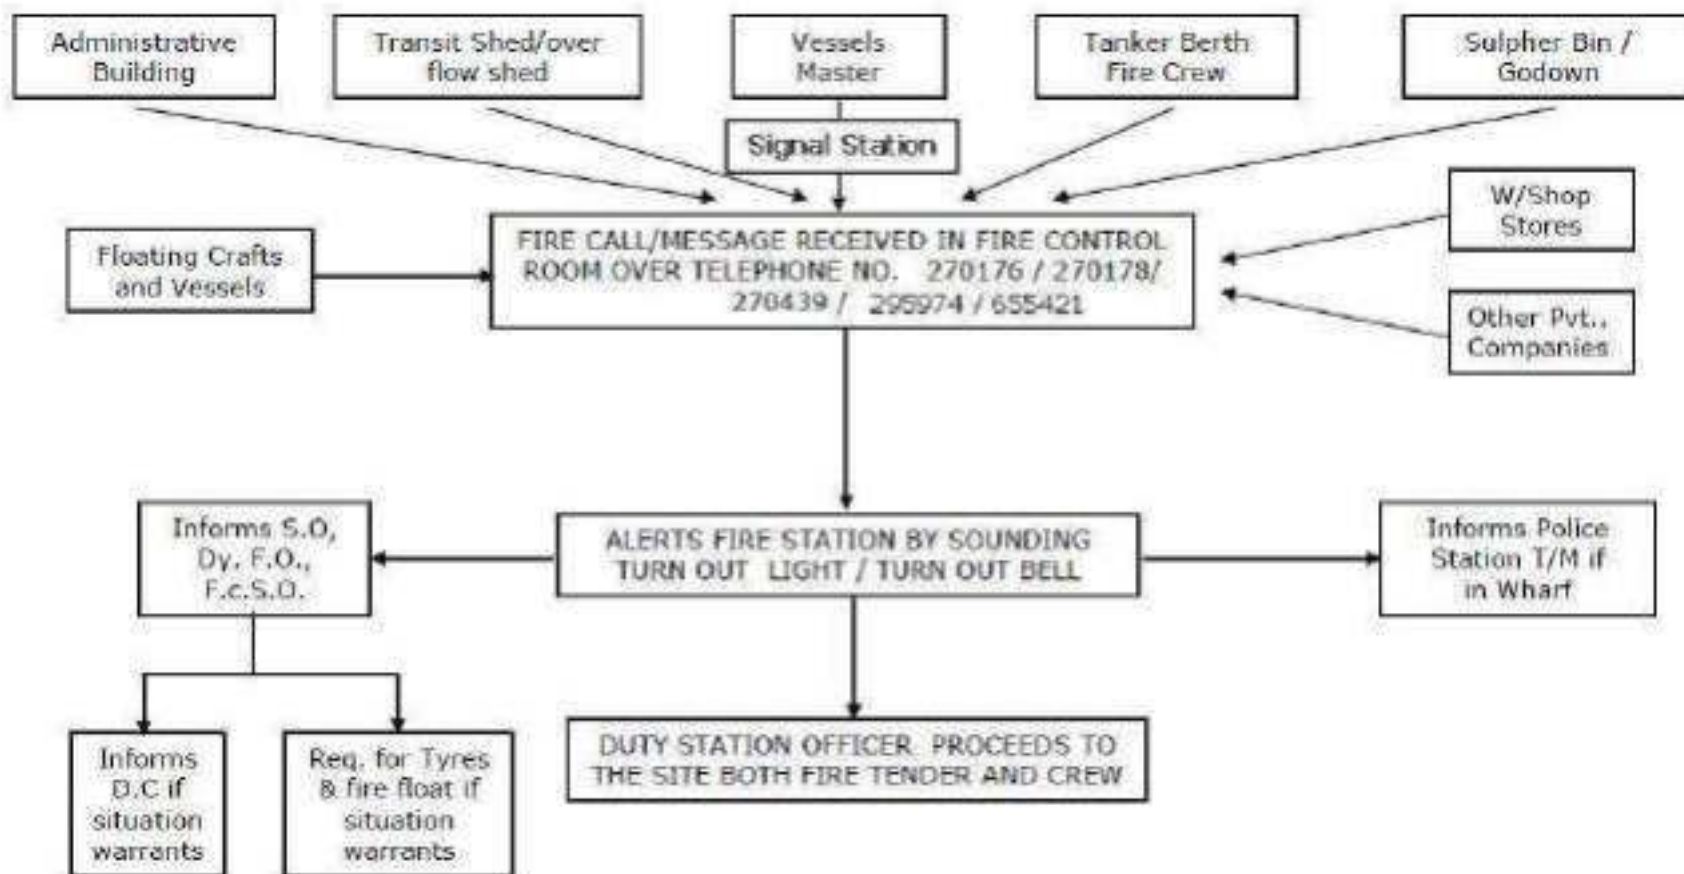 Administrative
Building
Transit Shed/over
flow shed
Vessels
Master
Tanker Berth
Fire Crew
Sulpher Bin /
Godown
Signal Station
W/Shop
Stores
Floating Crafts
and Vessels
FIRE CALL/MESSAGE RECEIVED IN FIRE CONTROL
ROOM OVER TELEPHONE NO. 270176 / 270178/
270439 / 295974 / 655421
Other Pvt.,
Companies
Informs S.O,
Dy. F.O.,
F.c.S.O.
ALERTS FIRE STATION BY SOUNDING
TURN OUT LIGHT / TURN OUT BELL
Informs Police
Station T/M if
in Wharf
Informs
D.C if
situation
warrants
Req. for Tyres
& fire float if
situation
warrants
DUTY STATION OFFICER PROCEEDS TO
THE SITE BOTH FIRE TENDER AND CREW